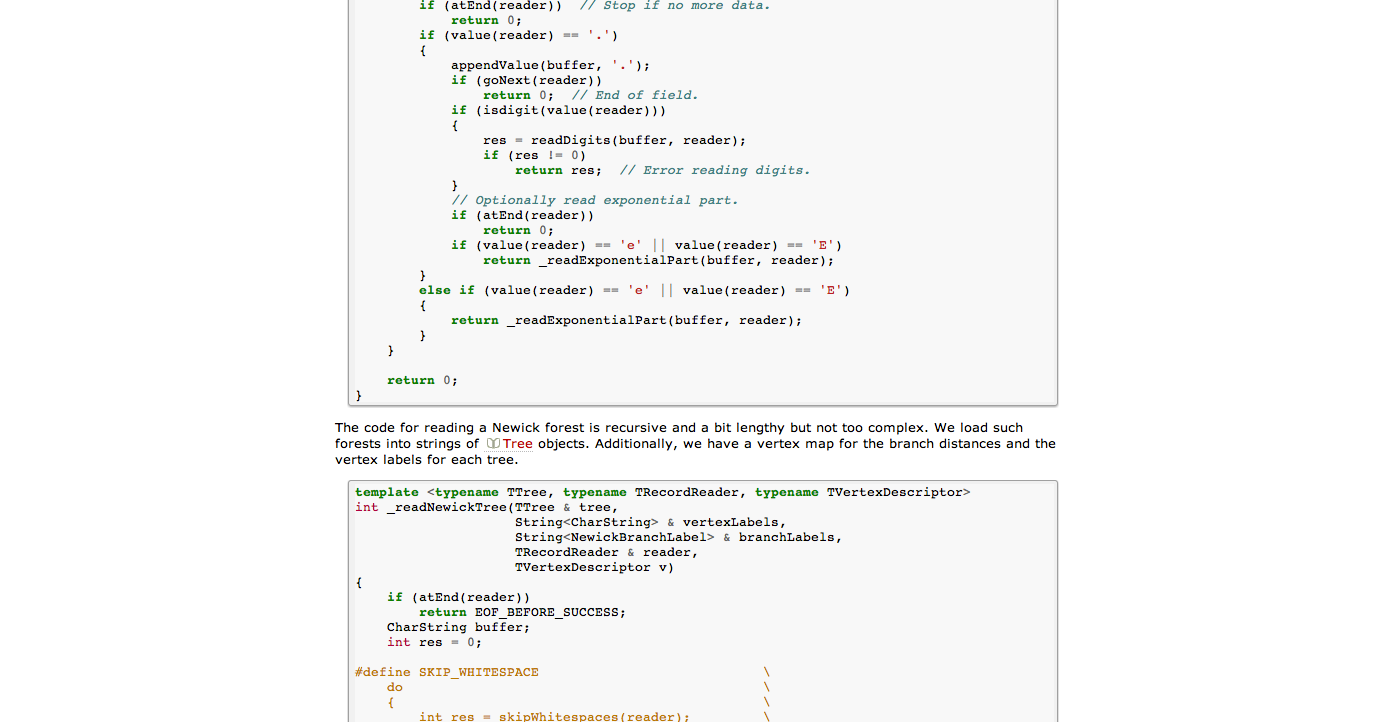 if (atEnd(reader))  // Stop if no more data.
            return 0;
        if (value(reader) == '.')
        {
            appendValue(buffer, '.');
            if (goNext(reader))
                return 0;  // End of field.
            if (isdigit(value(reader)))
            {
                res = readDigits(buffer, reader);
                if (res != 0)
                    return res;  // Error reading digits.
            }
            // Optionally read exponential part.
            if (atEnd(reader))
                return 0;
            if (value(reader) == 'e' || value(reader) == 'E')
                return _readExponentialPart(buffer, reader);
        }
        else if (value(reader) == 'e' || value(reader) == 'E')
        {
            return _readExponentialPart(buffer, reader);
        }
    }

    return 0;
}
The code for reading a Newick forest is recursive and a bit lengthy but not too complex. We load such
forests into strings of Tree objects. Additionally, we have a vertex map for the branch distances and the
vertex labels for each tree.
template <typename TTree, typename TRecordReader, typename TVertexDescriptor>
int _readNewickTree(TTree & tree,
                    String<CharString> & vertexLabels,
                    String<NewickBranchLabel> & branchLabels,
                    TRecordReader & reader,
                    TVertexDescriptor v)
{
    if (atEnd(reader))
        return EOF_BEFORE_SUCCESS;
    CharString buffer;
    int res = 0;

#define SKIP_WHITESPACE                            \
    do                                             \
    {                                              \
        int res = skipWhitespaces(reader);         \